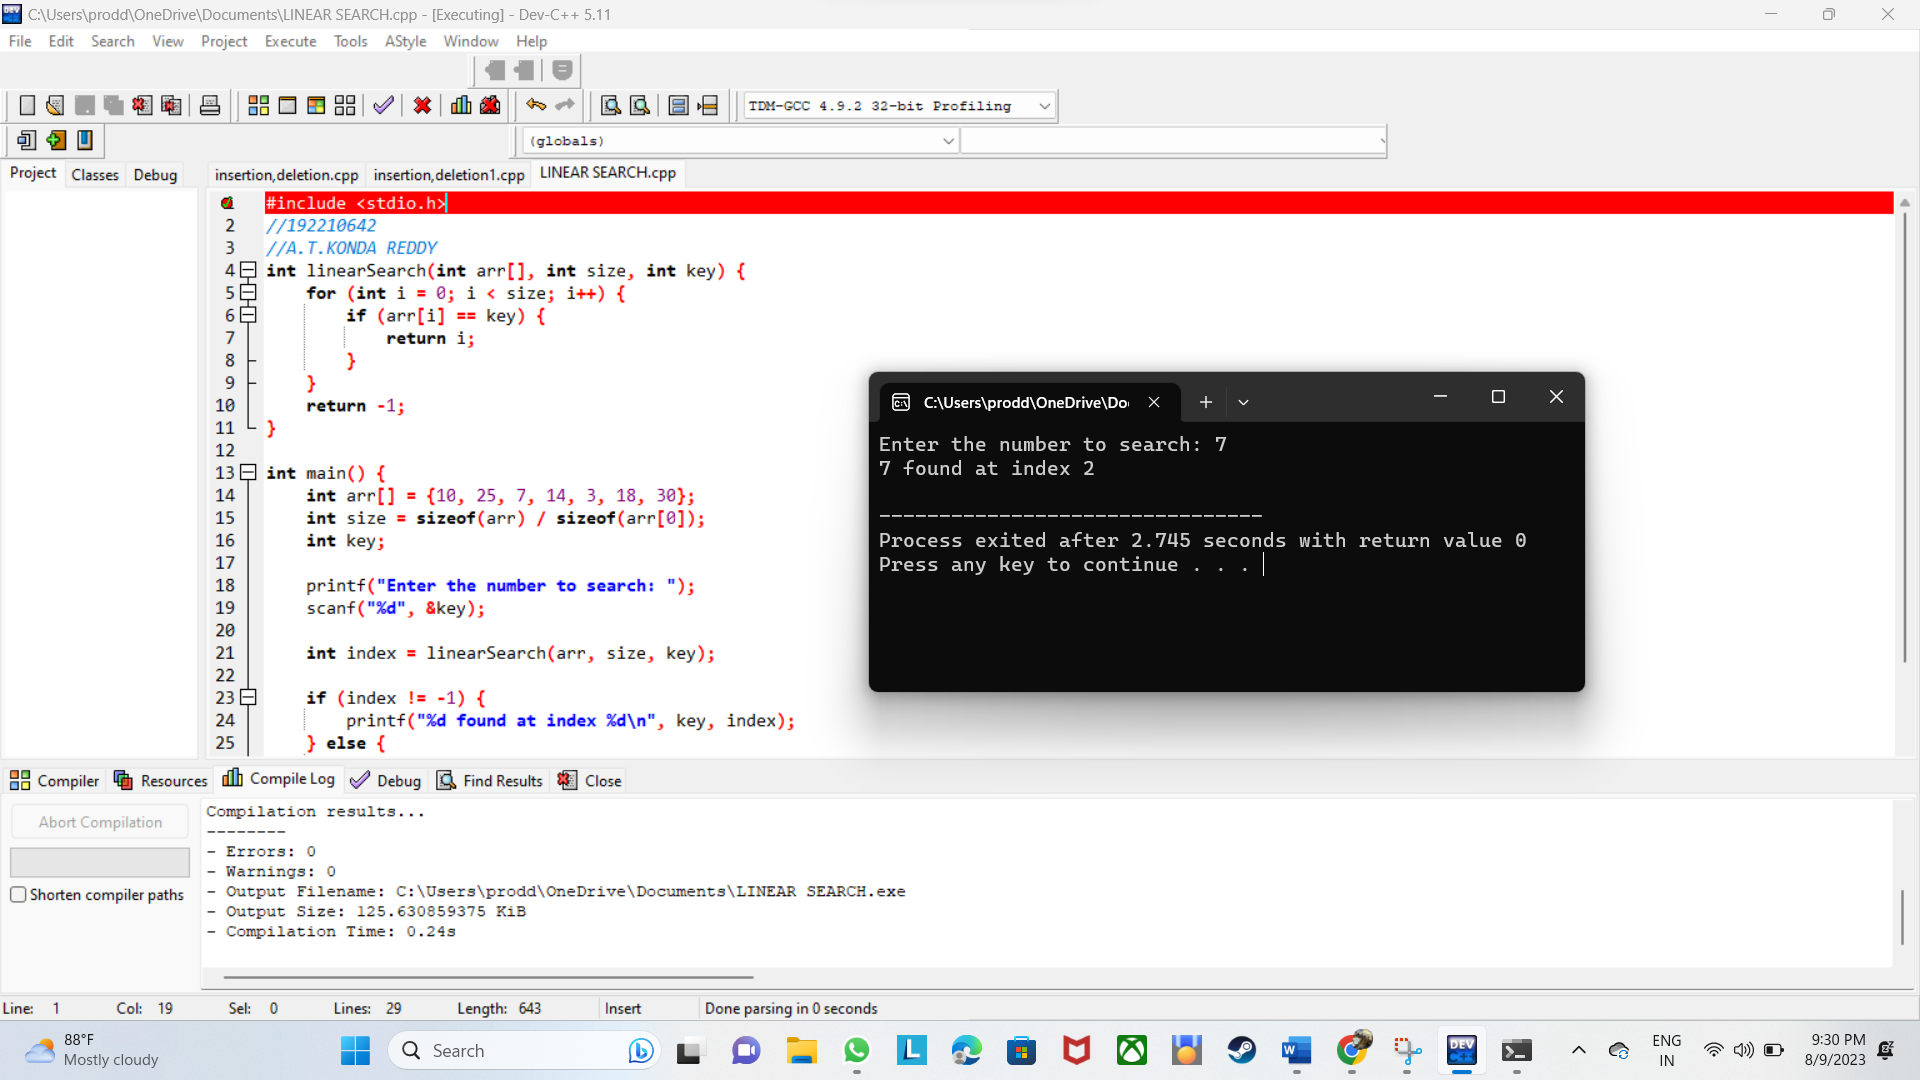 C:\Users\prodd\OneDrive\Documents\LINEAR SEARCH.cpp - [Executing] - Dev-C++ 5.11
File Edit Search View Project Execute Tools AStyle Window Help
TDM-GCC 4.9.2 32-bit Profiling
(globals)
Project Classes Debug
insertion,deletion.cpp insertion,deletion1.cpp LINEAR SEARCH.cpp
#include <stdio.h>
2 //192210642
3 //A.T.KONDA REDDY
4 int linearSearch(int arr[], int size, int key) {
5 for (int i = 0; i < size; i++) {
6 if (arr[i] == key) {
7 return i;
8 }
9 }
10 return -1;
11 }
12
13 int main() {
14 int arr[] = {10, 25, 7, 14, 3, 18, 30};
15 int size = sizeof(arr) / sizeof(arr[0]);
16 int key;
17
18 printf("Enter the number to search: ");
19 scanf("%d", &key);
20
21 int index = linearSearch(arr, size, key);
22
23 if (index != -1) {
24 printf("%d found at index %d\n", key, index);
25 } else {
C:\Users\prodd\OneDrive\Do
Enter the number to search: 7
7 found at index 2
--------------------------------
Process exited after 2.745 seconds with return value 0
Press any key to continue . . .
Compiler Resources Compile Log Debug Find Results Close
Abort Compilation
Shorten compiler paths
Compilation results...
--------
- Errors: 0
- Warnings: 0
- Output Filename: C:\Users\prodd\OneDrive\Documents\LINEAR SEARCH.exe
- Output Size: 125.630859375 KiB
- Compilation Time: 0.24s
Line: 1 Col: 19 Sel: 0 Lines: 29 Length: 643 Insert Done parsing in 0 seconds
88°F
Mostly cloudy
Search
ENG
IN
9:30 PM
8/9/2023